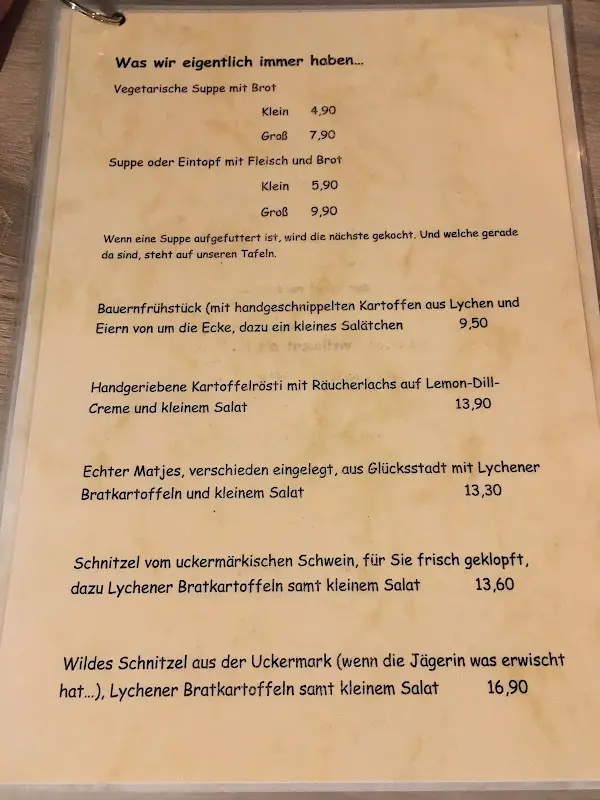 Was wir eigentlich immer haben...
Vegetarische Suppe mit Brot
Klein 4,90
Groß 7,90
Suppe oder Eintopf mit Fleisch und Brot
Klein 5,90
Groß 9,90
Wenn eine Suppe aufgefuttert ist, wird die nächste gekocht. Und welche gerade
da sind, steht auf unseren Tafeln.
Bauernfrühstück (mit handgeschnippelten Kartoffen aus Lychen und
Eiern von um die Ecke, dazu ein kleines Salätchen 9,50
Handgeriebene Kartoffelrösti mit Räucherlachs auf Lemon-Dill-
Creme und kleinem Salat 13,90
Echter Matjes, verschieden eingelegt, aus Glücksstadt mit Lychener
Bratkartoffeln und kleinem Salat 13,30
Schnitzel vom uckermärkischen Schwein, für Sie frisch geklopft,
dazu Lychener Bratkartoffeln samt kleinem Salat 13,60
Wildes Schnitzel aus der Uckermark (wenn die Jägerin was erwischt
hat...), Lychener Bratkartoffeln samt kleinem Salat 16,90